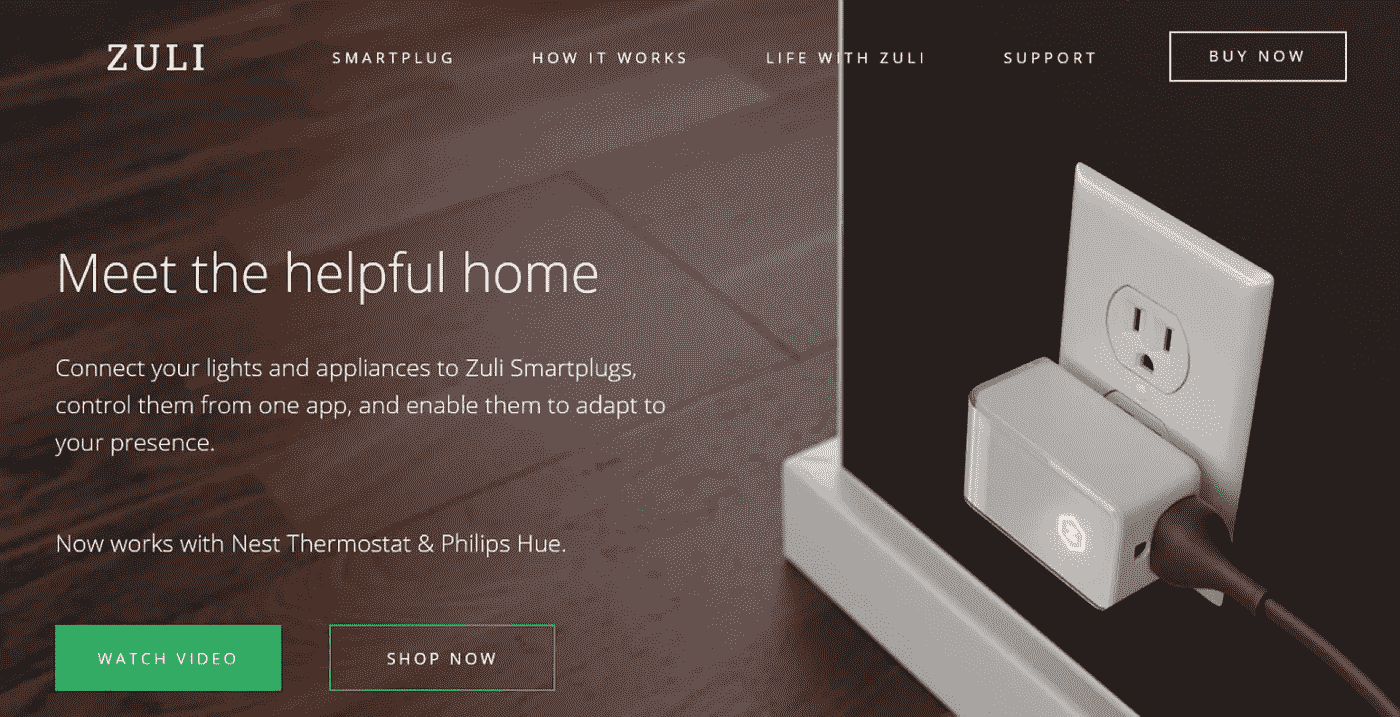 ZULI
SMARTPLUG
HOW IT WORKS
LIFE WITH ZULI
SUPPORT
BUY NOW
Meet the helpful home
Connect your lights and appliances to Zuli Smartplugs,
control them from one app, and enable them to adapt to
your presence.
Now works with Nest Thermostat & Philips Hue.
WATCH VIDEO
SHOP NOW